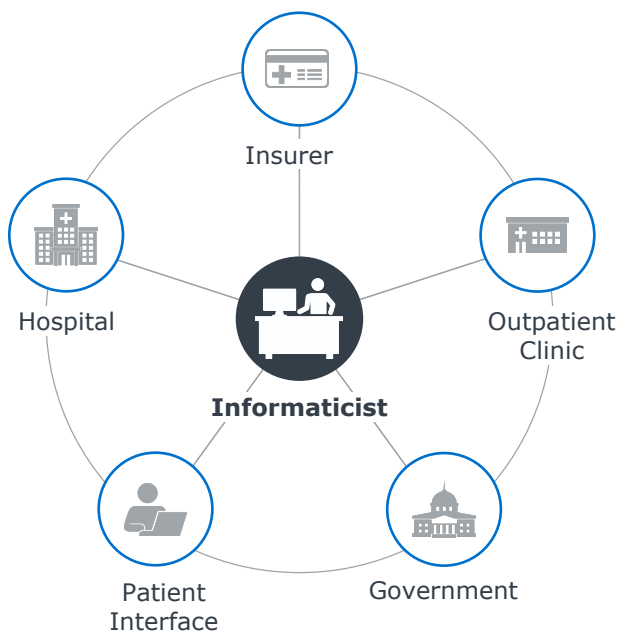 Insurer
Hospital
Outpatient
Clinic
Informaticist
Patient
Interface
Government